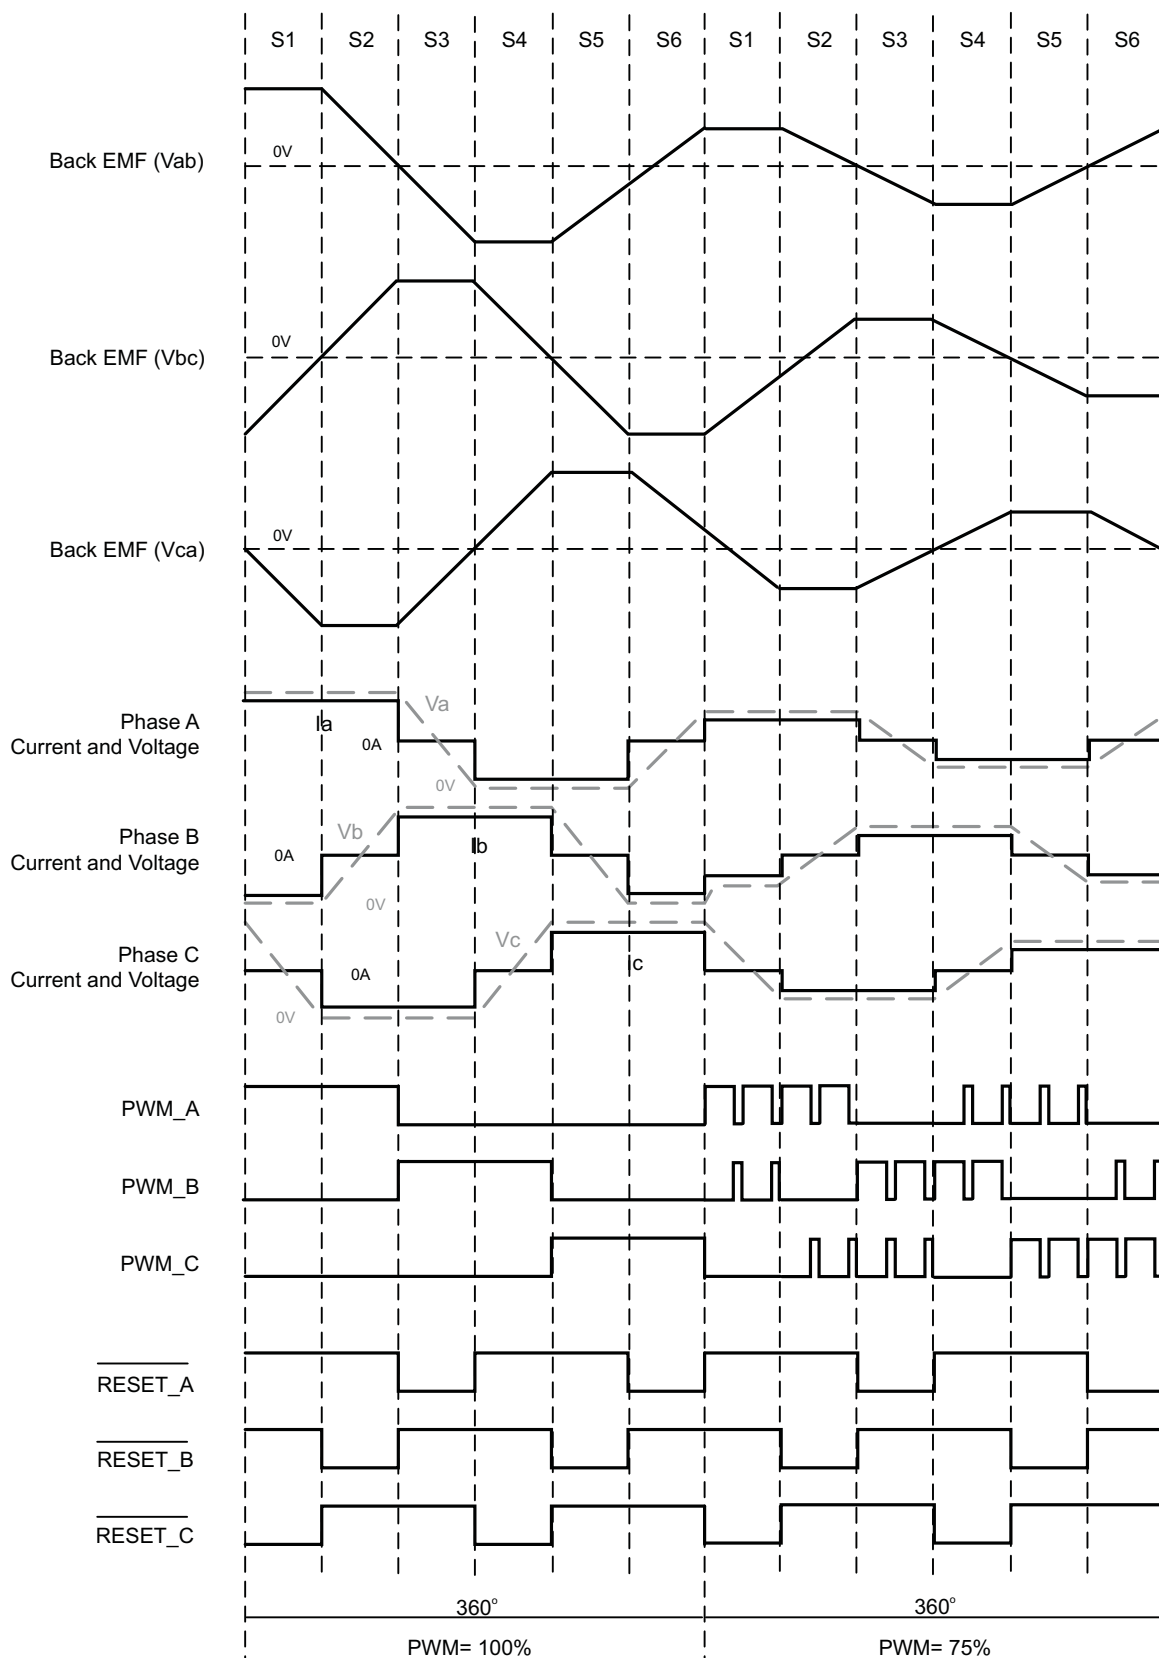 S1 S2 S3 S4 S5 S6 S1 S2 S3 S4 S5 S6
Back EMF (Vab)
0V
Back EMF (Vbc)
0V
Back EMF (Vca)
0V
Phase A
Current and Voltage
Ia
0A
Va
0V
Phase B
Current and Voltage
0A
Vb
0V
Ib
Phase C
Current and Voltage
0V
0A
Vc
Ic
PWM_A
PWM_B
PWM_C
RESET_A
RESET_B
RESET_C
360° 360°
PWM= 100% PWM= 75%